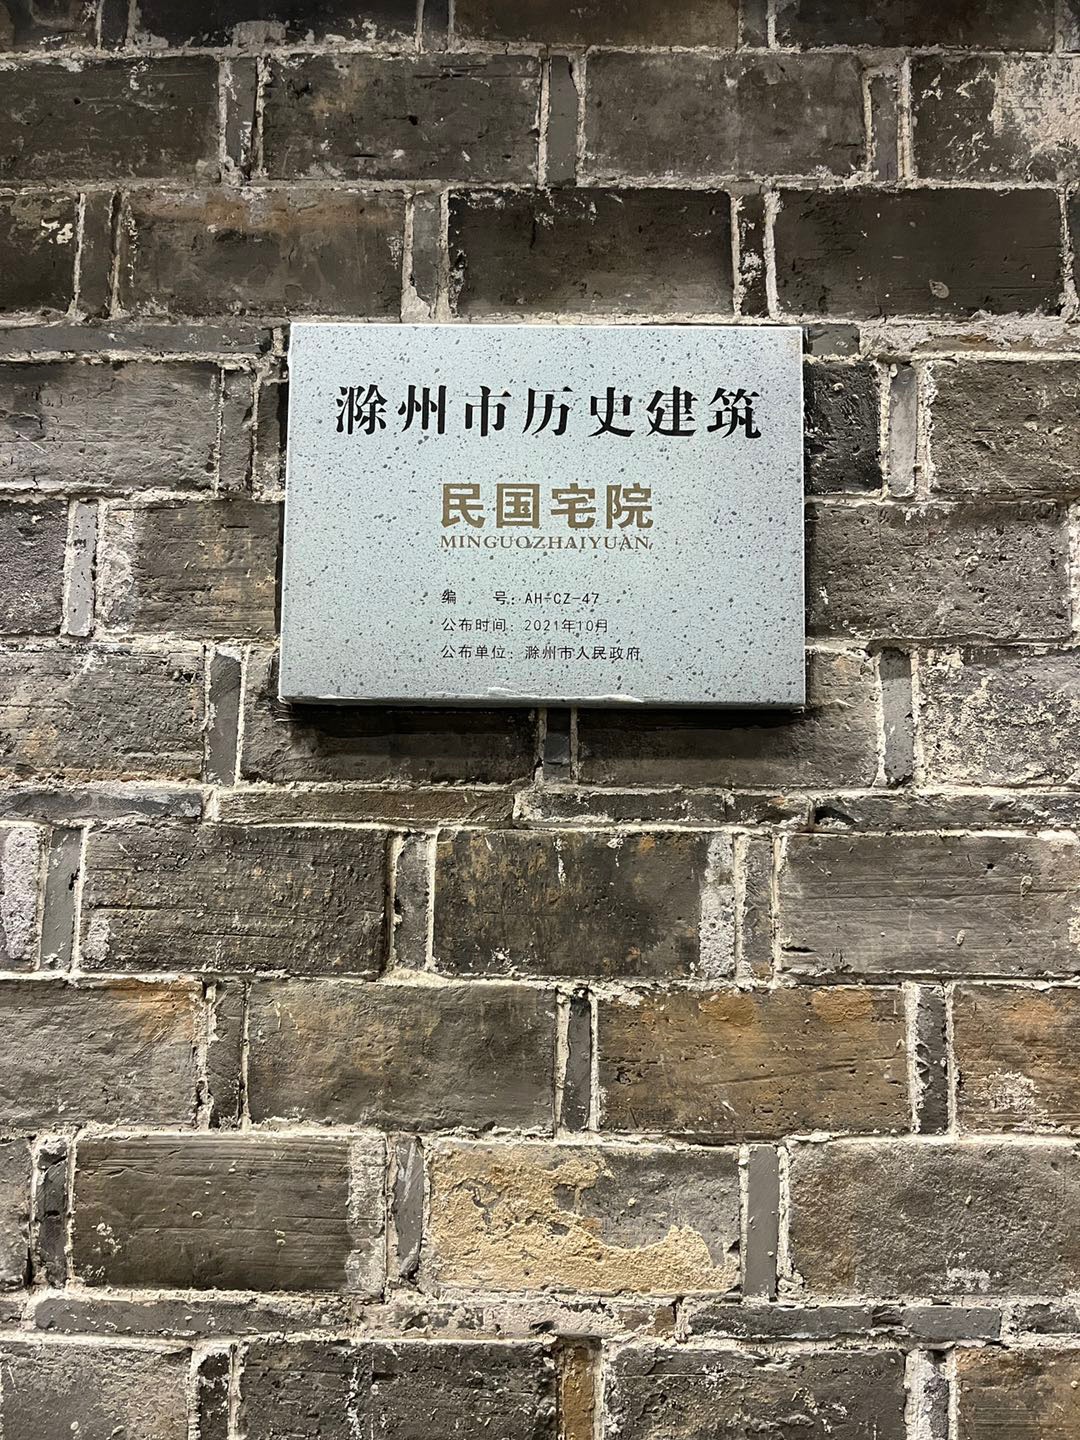 滁州市历史建筑
民国宅院
MINGUOZHAIYUAN
编　号：AH-CZ-47
公布时间：2021年10月
公布单位：滁州市人民政府